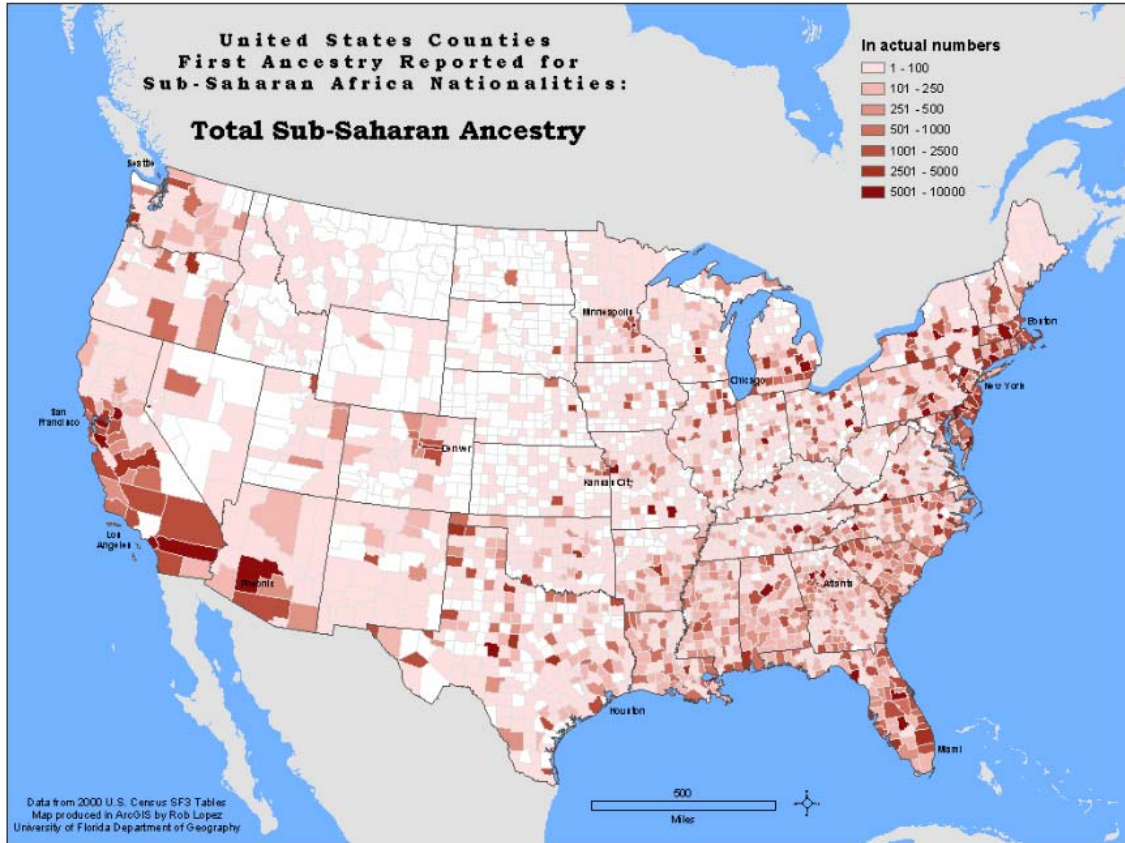 United States Counties
First Ancestry Reported for
Sub-Saharan Africa Nationalities:
Total Sub-Saharan Ancestry
In actual numbers
1 - 100
101 - 250
251 - 500
501 - 1000
1001 - 2500
2501 - 5000
5001 - 10000
Seattle
Minneapolis
Boston
Chicago
New York
San
Francisco
Denver
Kansas City
Los
Angeles
Phoenix
Atlanta
Houston
Miami
500
Miles
Data from 2000 U.S. Census SF3 Tables
Map produced in ArcGIS by Rob Lopez
University of Florida Department of Geography